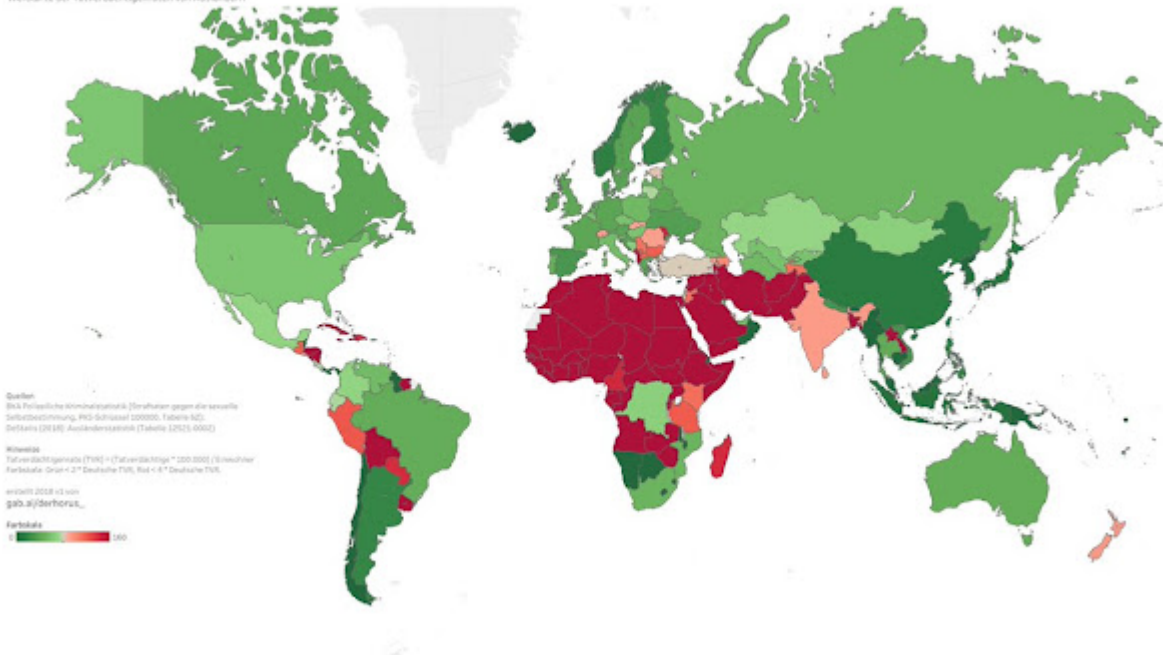 Quellen
BKA Polizeiliche Kriminalstatistik (Straftaten gegen die sexuelle
Selbstbestimmung, PKS-Schlüssel 100000, Tabelle 62)
DeStatis (2018): Ausländerstatistik (Tabelle 12521-0002)
Hinweise
Tatverdächtigenrate (TVR) = (Tatverdächtige * 100.000) / Einwohner
Farbskala: Grün < 2 * Deutsche TVR, Rot < 4 * Deutsche TVR.
erstellt 2018 v3 von
gab.ai/derhorus_
Farbskala
0 160